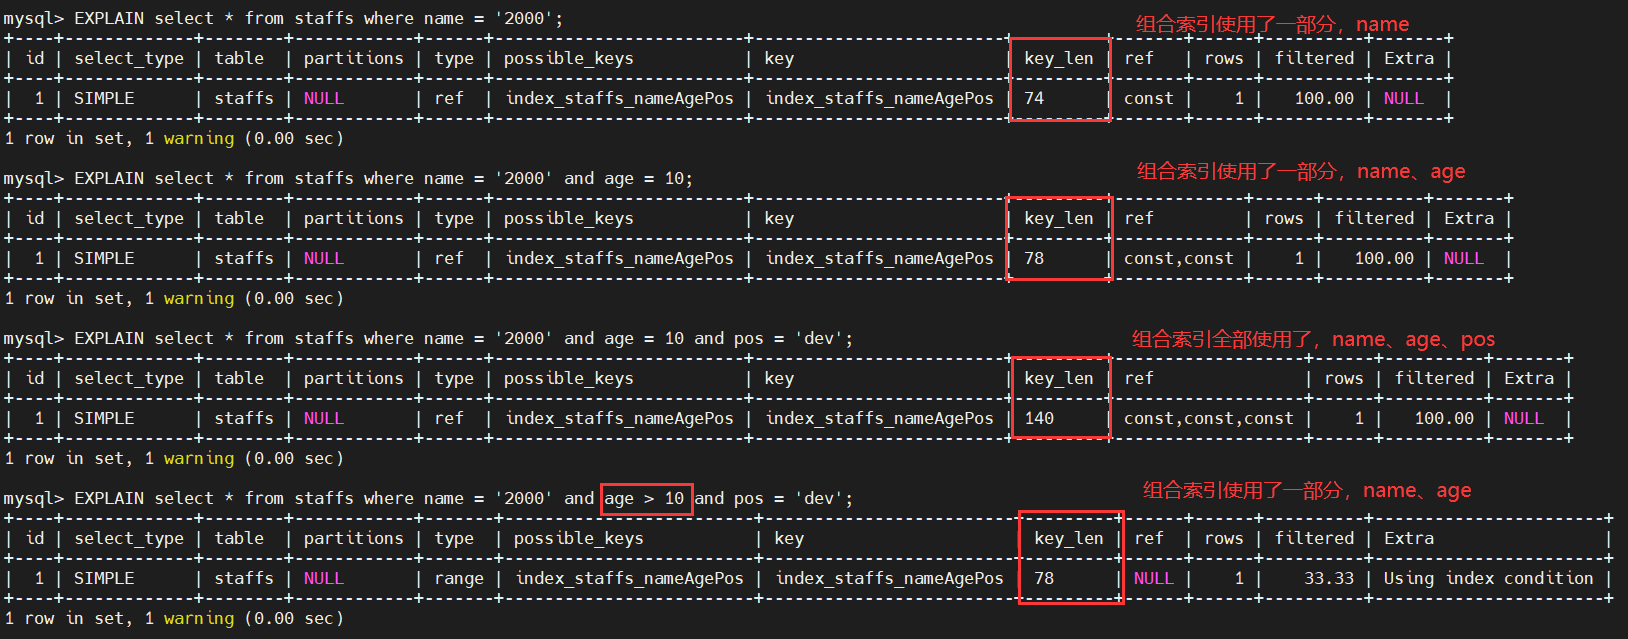 mysql> EXPLAIN select * from staffs where name = '2000';
组合索引使用了一部分，name
+----+-------------+--------+------------+------+-------------------------+-------------------------+---------+-------+------+----------+-------+
| id | select_type | table  | partitions | type | possible_keys           | key                     | key_len | ref   | rows | filtered | Extra |
+----+-------------+--------+------------+------+-------------------------+-------------------------+---------+-------+------+----------+-------+
|  1 | SIMPLE      | staffs | NULL       | ref  | index_staffs_nameAgePos | index_staffs_nameAgePos | 74      | const |    1 |   100.00 | NULL  |
+----+-------------+--------+------------+------+-------------------------+-------------------------+---------+-------+------+----------+-------+
1 row in set, 1 warning (0.00 sec)
mysql> EXPLAIN select * from staffs where name = '2000' and age = 10;
组合索引使用了一部分，name、age
+----+-------------+--------+------------+------+-------------------------+-------------------------+---------+-------------+------+----------+-------+
| id | select_type | table  | partitions | type | possible_keys           | key                     | key_len | ref         | rows | filtered | Extra |
+----+-------------+--------+------------+------+-------------------------+-------------------------+---------+-------------+------+----------+-------+
|  1 | SIMPLE      | staffs | NULL       | ref  | index_staffs_nameAgePos | index_staffs_nameAgePos | 78      | const,const |    1 |   100.00 | NULL  |
+----+-------------+--------+------------+------+-------------------------+-------------------------+---------+-------------+------+----------+-------+
1 row in set, 1 warning (0.00 sec)
mysql> EXPLAIN select * from staffs where name = '2000' and age = 10 and pos = 'dev';
组合索引全部使用了，name、age、pos
+----+-------------+--------+------------+------+-------------------------+-------------------------+---------+-------------------+------+----------+-------+
| id | select_type | table  | partitions | type | possible_keys           | key                     | key_len | ref               | rows | filtered | Extra |
+----+-------------+--------+------------+------+-------------------------+-------------------------+---------+-------------------+------+----------+-------+
|  1 | SIMPLE      | staffs | NULL       | ref  | index_staffs_nameAgePos | index_staffs_nameAgePos | 140     | const,const,const |    1 |   100.00 | NULL  |
+----+-------------+--------+------------+------+-------------------------+-------------------------+---------+-------------------+------+----------+-------+
1 row in set, 1 warning (0.00 sec)
mysql> EXPLAIN select * from staffs where name = '2000' and age > 10 and pos = 'dev';
组合索引使用了一部分，name、age
+----+-------------+--------+------------+-------+-------------------------+-------------------------+---------+------+------+----------+-----------------------+
| id | select_type | table  | partitions | type  | possible_keys           | key                     | key_len | ref  | rows | filtered | Extra                 |
+----+-------------+--------+------------+-------+-------------------------+-------------------------+---------+------+------+----------+-----------------------+
|  1 | SIMPLE      | staffs | NULL       | range | index_staffs_nameAgePos | index_staffs_nameAgePos | 78      | NULL |    1 |    33.33 | Using index condition |
+----+-------------+--------+------------+-------+-------------------------+-------------------------+---------+------+------+----------+-----------------------+
1 row in set, 1 warning (0.00 sec)